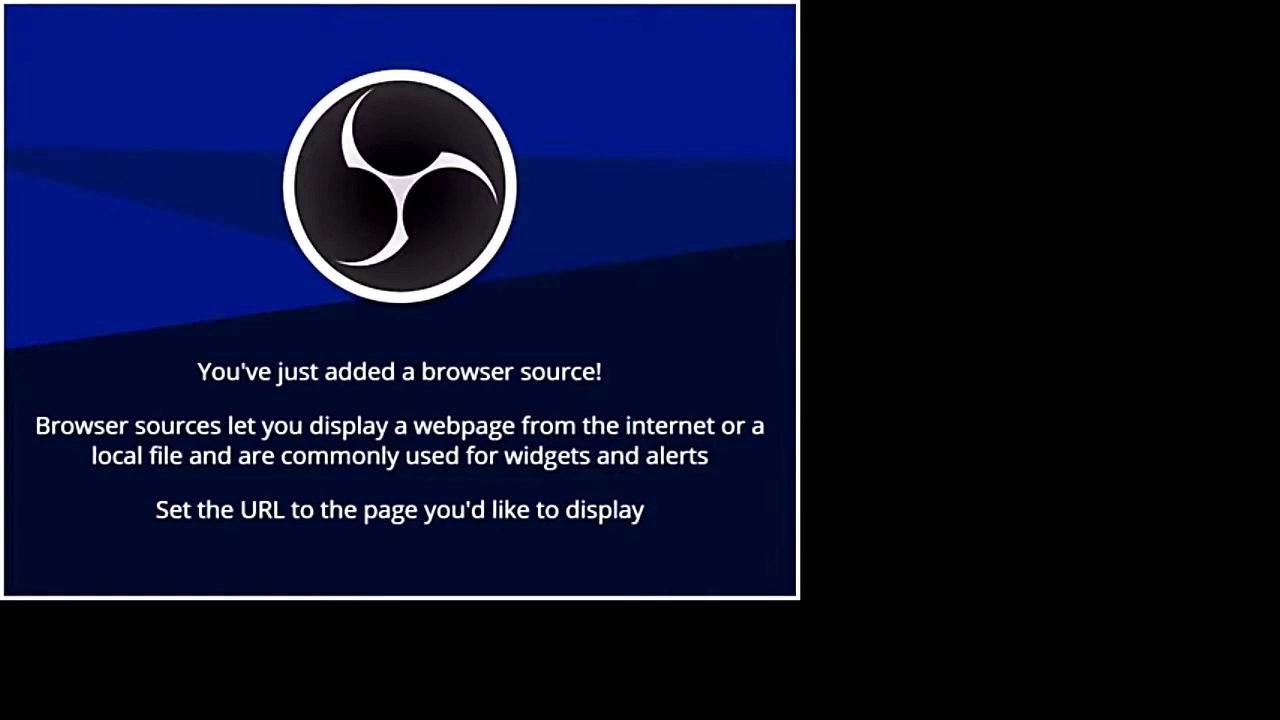 You've just added a browser source!
Browser sources let you display a webpage from the internet or a
local file and are commonly used for widgets and alerts
Set the URL to the page you'd like to display